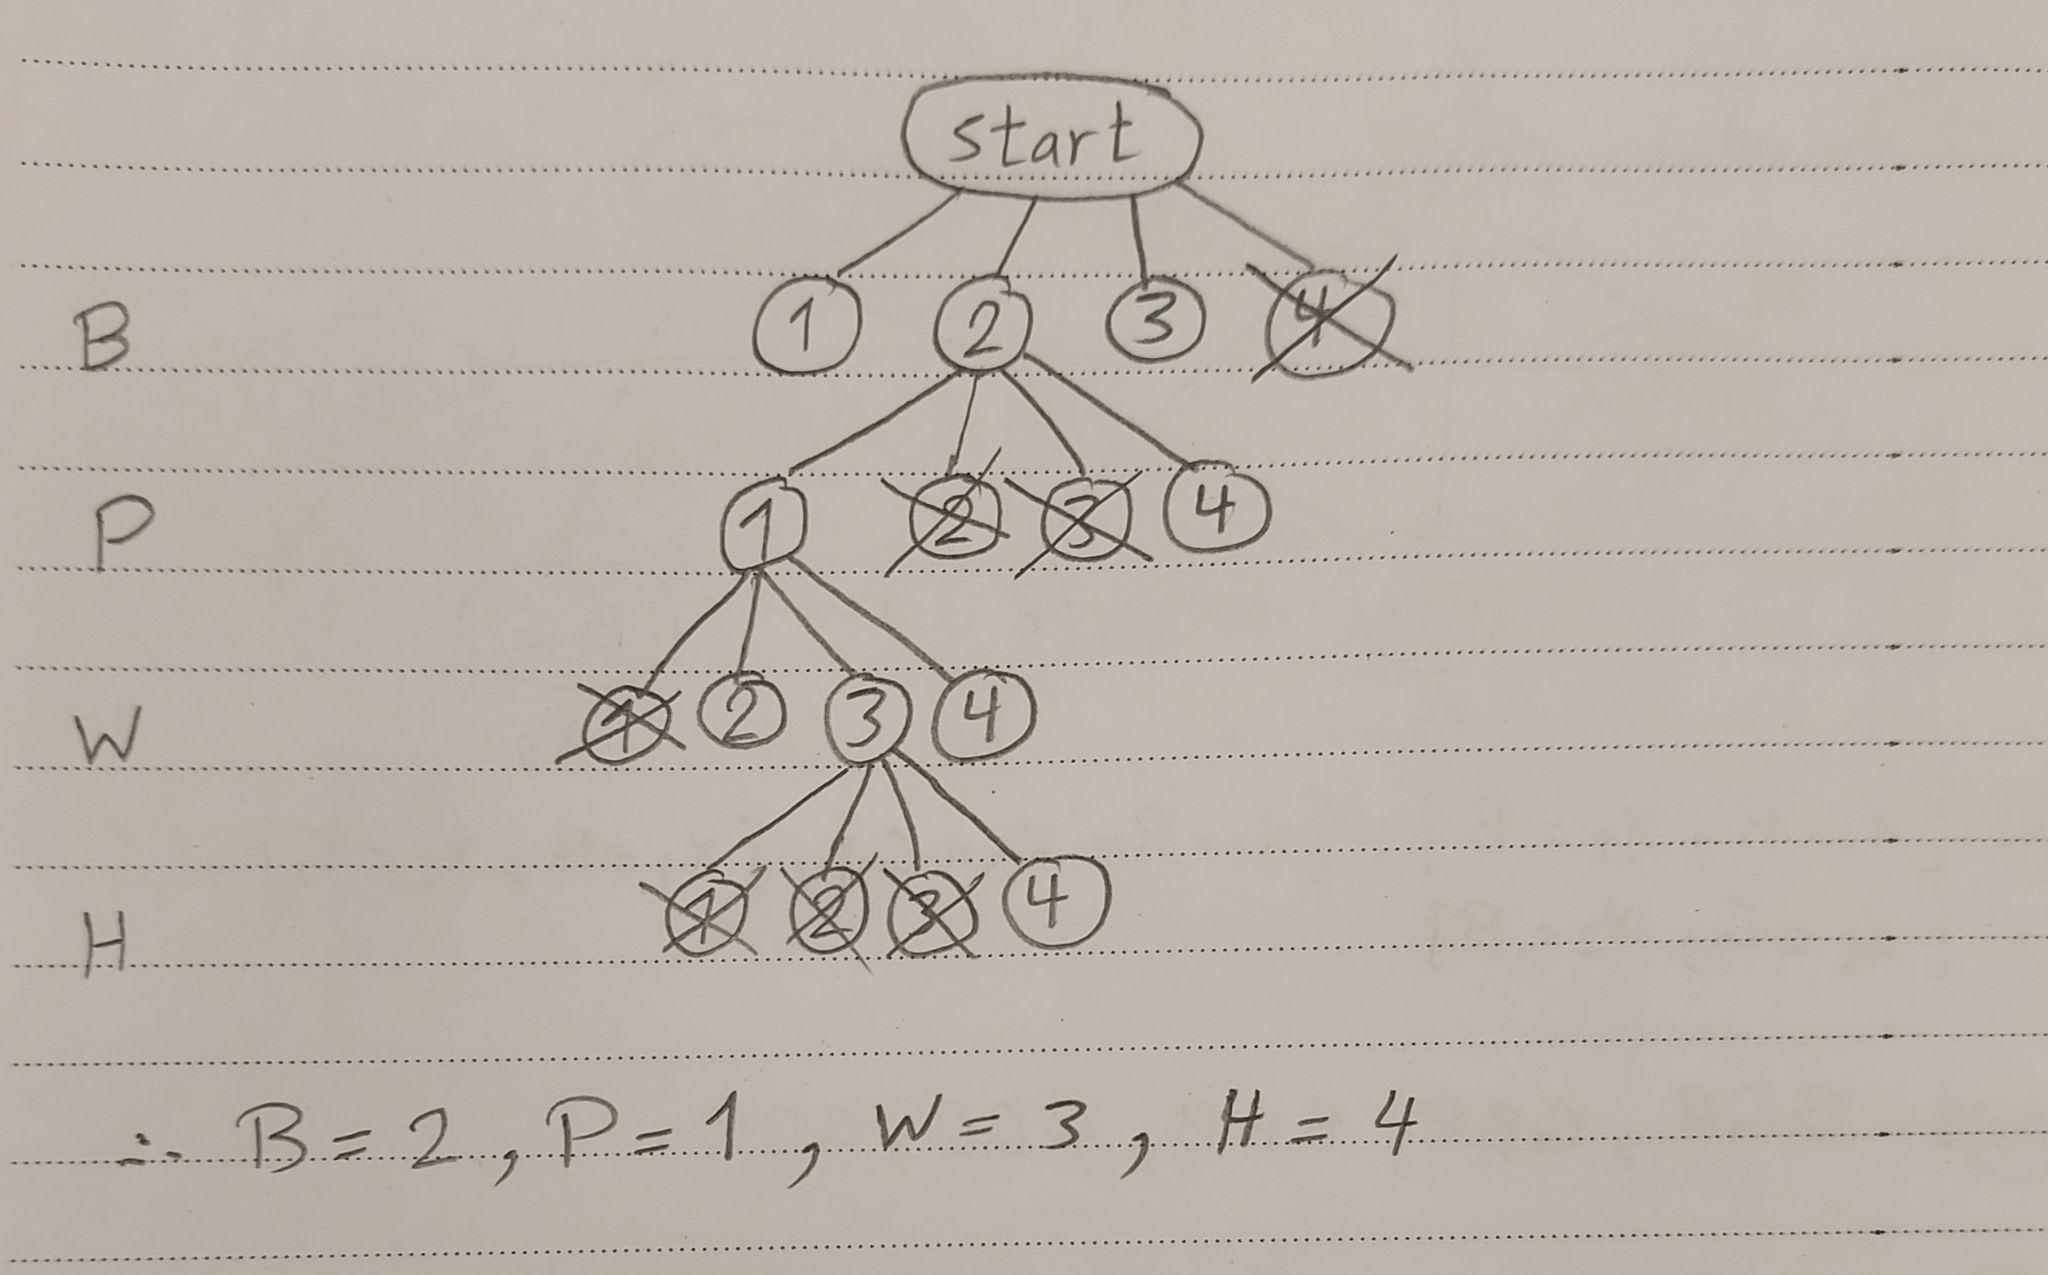 start
B 1 2 3 4
P 1 2 3 4
W 1 2 3 4
H 1 2 3 4
∴ B = 2 , P = 1 , W = 3 , H = 4